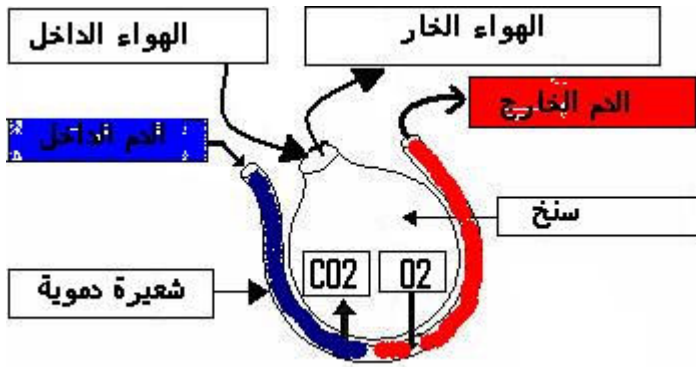 الهواء الخار
الهواء الداخل
الدم الخارج
الدم الداخل
سنخ
CO2
O2
شعيرة دموية